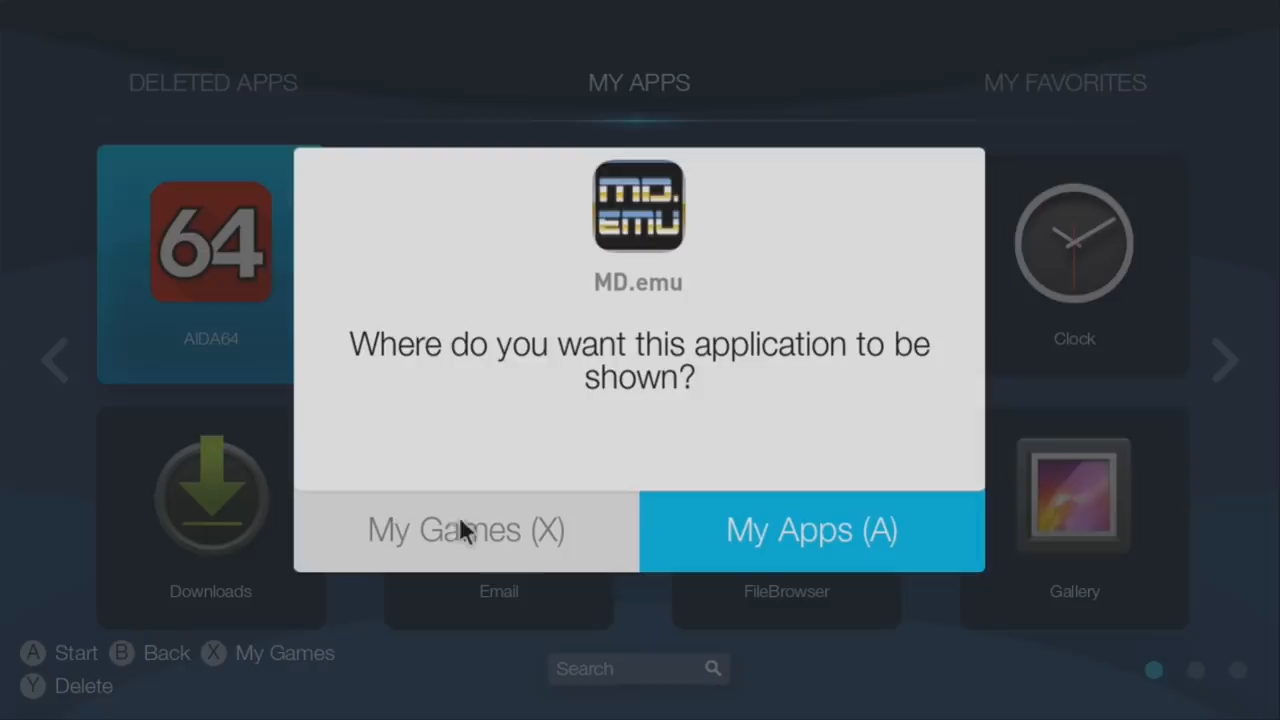 DELETED APPS
MY APPS
MY FAVORITES
64
MD.
EMU
MD.emu
AIDA64
Where do you want this application to be
shown?
Clock
My Games (X)
My Apps (A)
Downloads
Email
FileBrowser
Gallery
A Start B Back X My Games
Y Delete
Search